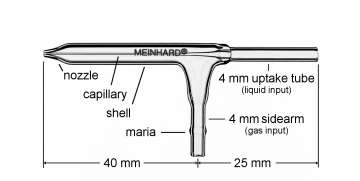 MEINHARD®
nozzle
4 mm uptake tube
(liquid input)
capillary
shell
4 mm sidearm
(gas input)
maria
40 mm
25 mm